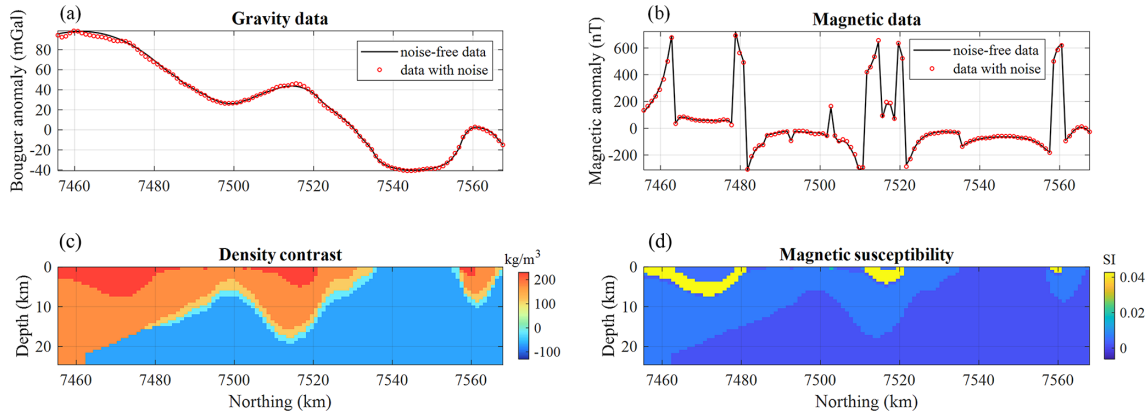 (a)
Gravity data
Bouguer anomaly (mGal)
80
60
40
20
0
-20
-40
noise-free data
data with noise
7460 7480 7500 7520 7540 7560
(b)
Magnetic data
Magnetic anomaly (nT)
600
400
200
0
-200
noise-free data
data with noise
7460 7480 7500 7520 7540 7560
(c)
Density contrast
kg/m³
Depth (km)
0
10
20
200
100
0
-100
7460 7480 7500 7520 7540 7560
Northing (km)
(d)
Magnetic susceptibility
SI
Depth (km)
0
10
20
0.04
0.02
0
7460 7480 7500 7520 7540 7560
Northing (km)